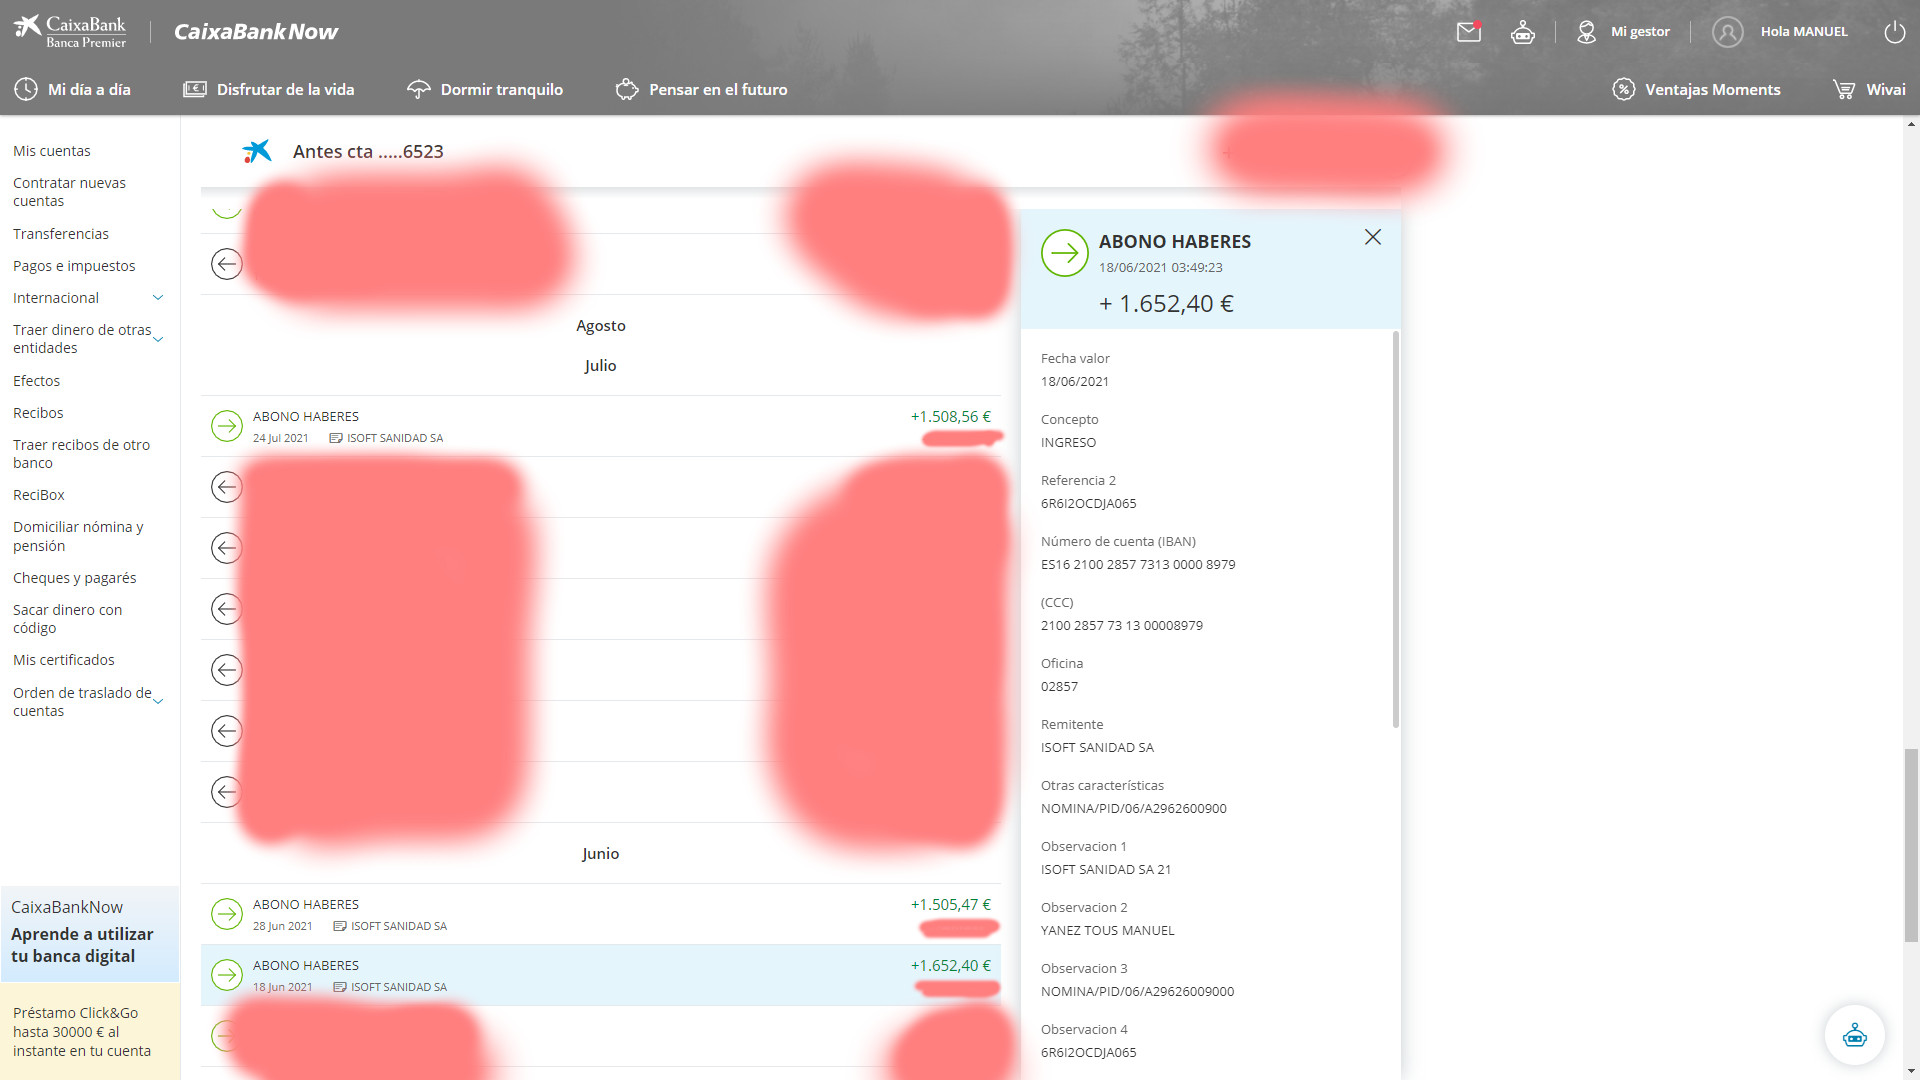 CaixaBank
Banca Premier
CaixaBankNow
Mi gestor
Hola MANUEL
Mi día a día
Disfrutar de la vida
Dormir tranquilo
Pensar en el futuro
Ventajas Moments
Wivai
Mis cuentas
Contratar nuevas
cuentas
Transferencias
Pagos e impuestos
Internacional
Traer dinero de otras
entidades
Efectos
Recibos
Traer recibos de otro
banco
ReciBox
Domiciliar nómina y
pensión
Cheques y pagarés
Sacar dinero con
código
Mis certificados
Orden de traslado de
cuentas
CaixaBankNow
Aprende a utilizar
tu banca digital
Préstamo Click&Go
hasta 30000 € al
instante en tu cuenta
Antes cta .....6523
Agosto
Julio
ABONO HABERES
+1.508,56 €
24 Jul 2021
ISOFT SANIDAD SA
Junio
ABONO HABERES
+1.505,47 €
28 Jun 2021
ISOFT SANIDAD SA
ABONO HABERES
+1.652,40 €
18 Jun 2021
ISOFT SANIDAD SA
ABONO HABERES
18/06/2021 03:49:23
+ 1.652,40 €
Fecha valor
18/06/2021
Concepto
INGRESO
Referencia 2
6R6I2OCDJA065
Número de cuenta (IBAN)
ES16 2100 2857 7313 0000 8979
(CCC)
2100 2857 73 13 00008979
Oficina
02857
Remitente
ISOFT SANIDAD SA
Otras características
NOMINA/PID/06/A2962600900
Observacion 1
ISOFT SANIDAD SA 21
Observacion 2
YANEZ TOUS MANUEL
Observacion 3
NOMINA/PID/06/A29626009000
Observacion 4
6R6I2OCDJA065